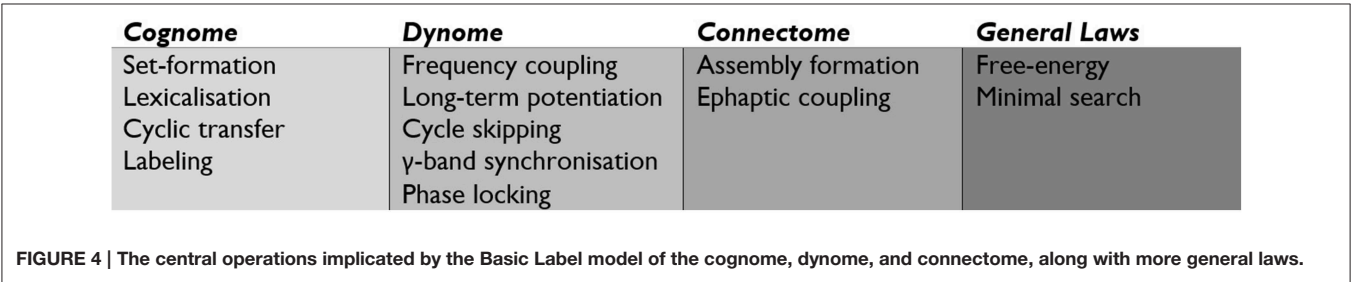 Cognome Dynome Connectome General Laws
Set-formation Frequency coupling Assembly formation Free-energy
Lexicalisation Long-term potentiation Ephaptic coupling Minimal search
Cyclic transfer Cycle skipping
Labeling γ-band synchronisation
Phase locking
FIGURE 4 | The central operations implicated by the Basic Label model of the cognome, dynome, and connectome, along with more general laws.